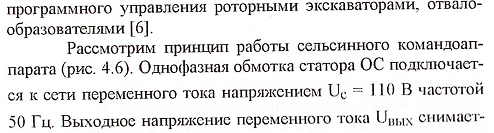 программного управления роторными экскаваторами, отвало-
образователями [6].
Рассмотрим принцип работы сельсинного командоап-
парата (рис. 4.6). Однофазная обмотка статора ОС подключает-
ся к сети переменного тока напряжением Uс = 110 В частотой
50 Гц. Выходное напряжение переменного тока Uвых снимает-